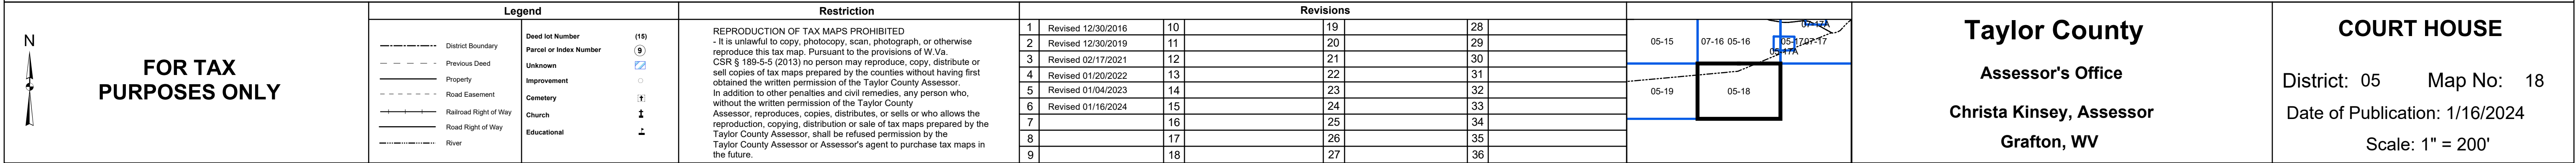 N
FOR TAX
PURPOSES ONLY
Legend
District Boundary
Previous Deed
Property
Road Easement
Railroad Right of Way
Road Right of Way
River
Deed lot Number (15)
Parcel or Index Number 9
Unknown
Improvement
Cemetery
Church
Educational
Restriction
REPRODUCTION OF TAX MAPS PROHIBITED
- It is unlawful to copy, photocopy, scan, photograph, or otherwise
reproduce this tax map. Pursuant to the provisions of W.Va.
CSR § 189-5-5 (2013) no person may reproduce, copy, distribute or
sell copies of tax maps prepared by the counties without having first
obtained the written permission of the Taylor County Assessor.
In addition to other penalties and civil remedies, any person who,
without the written permission of the Taylor County
Assessor, reproduces, copies, distributes, or sells or who allows the
reproduction, copying, distribution or sale of tax maps prepared by the
Taylor County Assessor, shall be refused permission by the
Taylor County Assessor or Assessor's agent to purchase tax maps in
the future.
Revisions
1 Revised 12/30/2016 10 19 28
2 Revised 12/30/2019 11 20 29
3 Revised 02/17/2021 12 21 30
4 Revised 01/20/2022 13 22 31
5 Revised 01/04/2023 14 23 32
6 Revised 01/16/2024 15 24 33
7 16 25 34
8 17 26 35
9 18 27 36
07-17A
05-15 07-16 05-16 05-17 07-17
05-17A
05-19 05-18
Taylor County
Assessor's Office
Christa Kinsey, Assessor
Grafton, WV
COURT HOUSE
District: 05 Map No: 18
Date of Publication: 1/16/2024
Scale: 1" = 200'